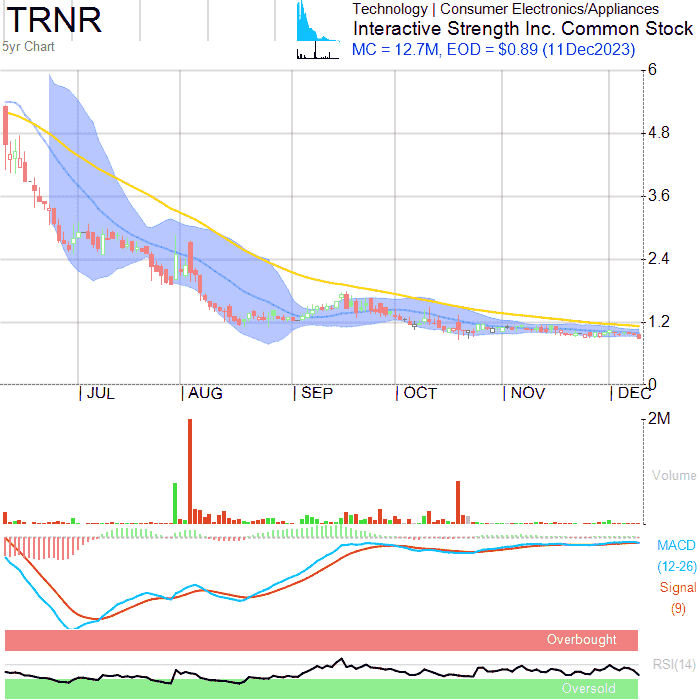 TRNR
5yr Chart
Technology | Consumer Electronics/Appliances
Interactive Strength Inc. Common Stock
MC = 12.7M, EOD = $0.89 (11Dec2023)
6
4.8
3.6
2.4
1.2
0
JUL AUG SEP OCT NOV DEC
2M
Volume
MACD
(12-26)
Signal
(9)
Overbought
RSI(14)
Oversold